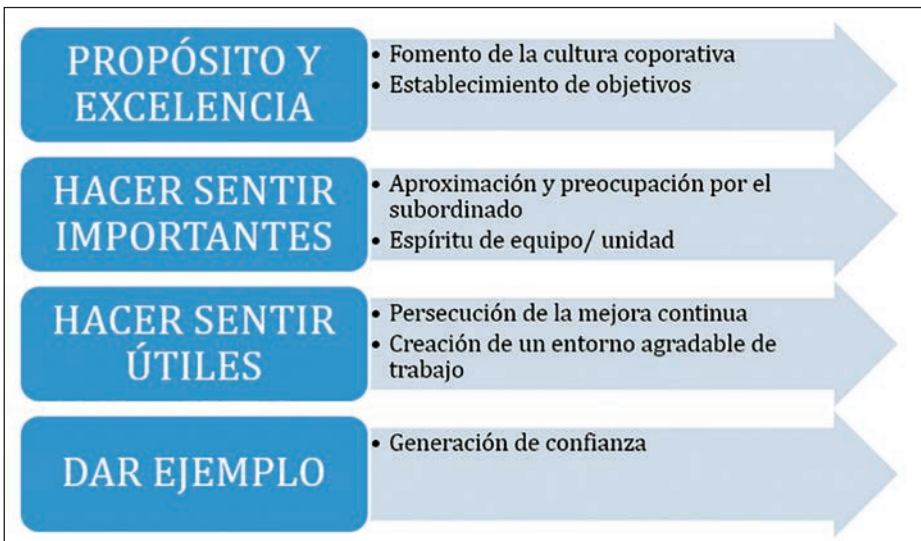 PROPÓSITO Y
EXCELENCIA
• Fomento de la cultura coporativa
• Establecimiento de objetivos
HACER SENTIR
IMPORTANTES
• Aproximación y preocupación por el
subordinado
• Espíritu de equipo/ unidad
HACER SENTIR
ÚTILES
• Persecución de la mejora continua
• Creación de un entorno agradable de
trabajo
DAR EJEMPLO
• Generación de confianza